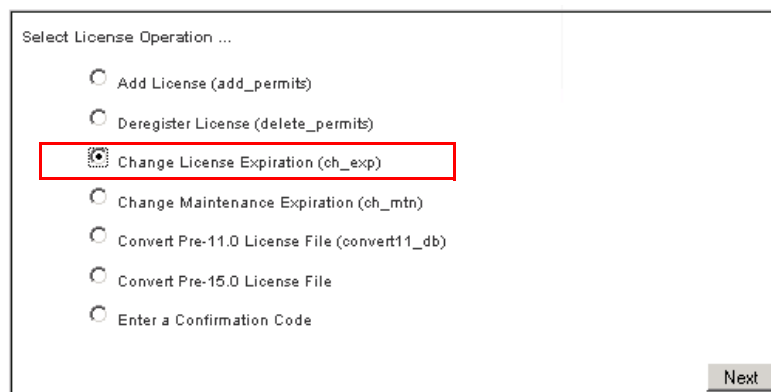 Select License Operation ...
Add License (add_permits)
Deregister License (delete_permits)
Change License Expiration (ch_exp)
Change Maintenance Expiration (ch_mtn)
Convert Pre-11.0 License File (convert11_db)
Convert Pre-15.0 License File
Enter a Confirmation Code
Next